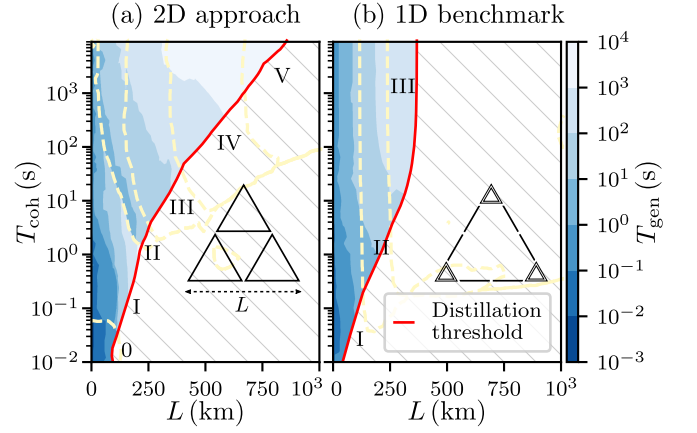 (a) 2D approach
(b) 1D benchmark
10^3
10^2
10^1
10^0
10^-1
10^-2
T_coh (s)
0
I
II
III
IV
V
L
0
250
500
750
10^3
L (km)
I
II
III
Distillation
threshold
0
250
500
750
10^3
L (km)
10^4
10^3
10^2
10^1
10^0
10^-1
10^-2
10^-3
T_gen (s)